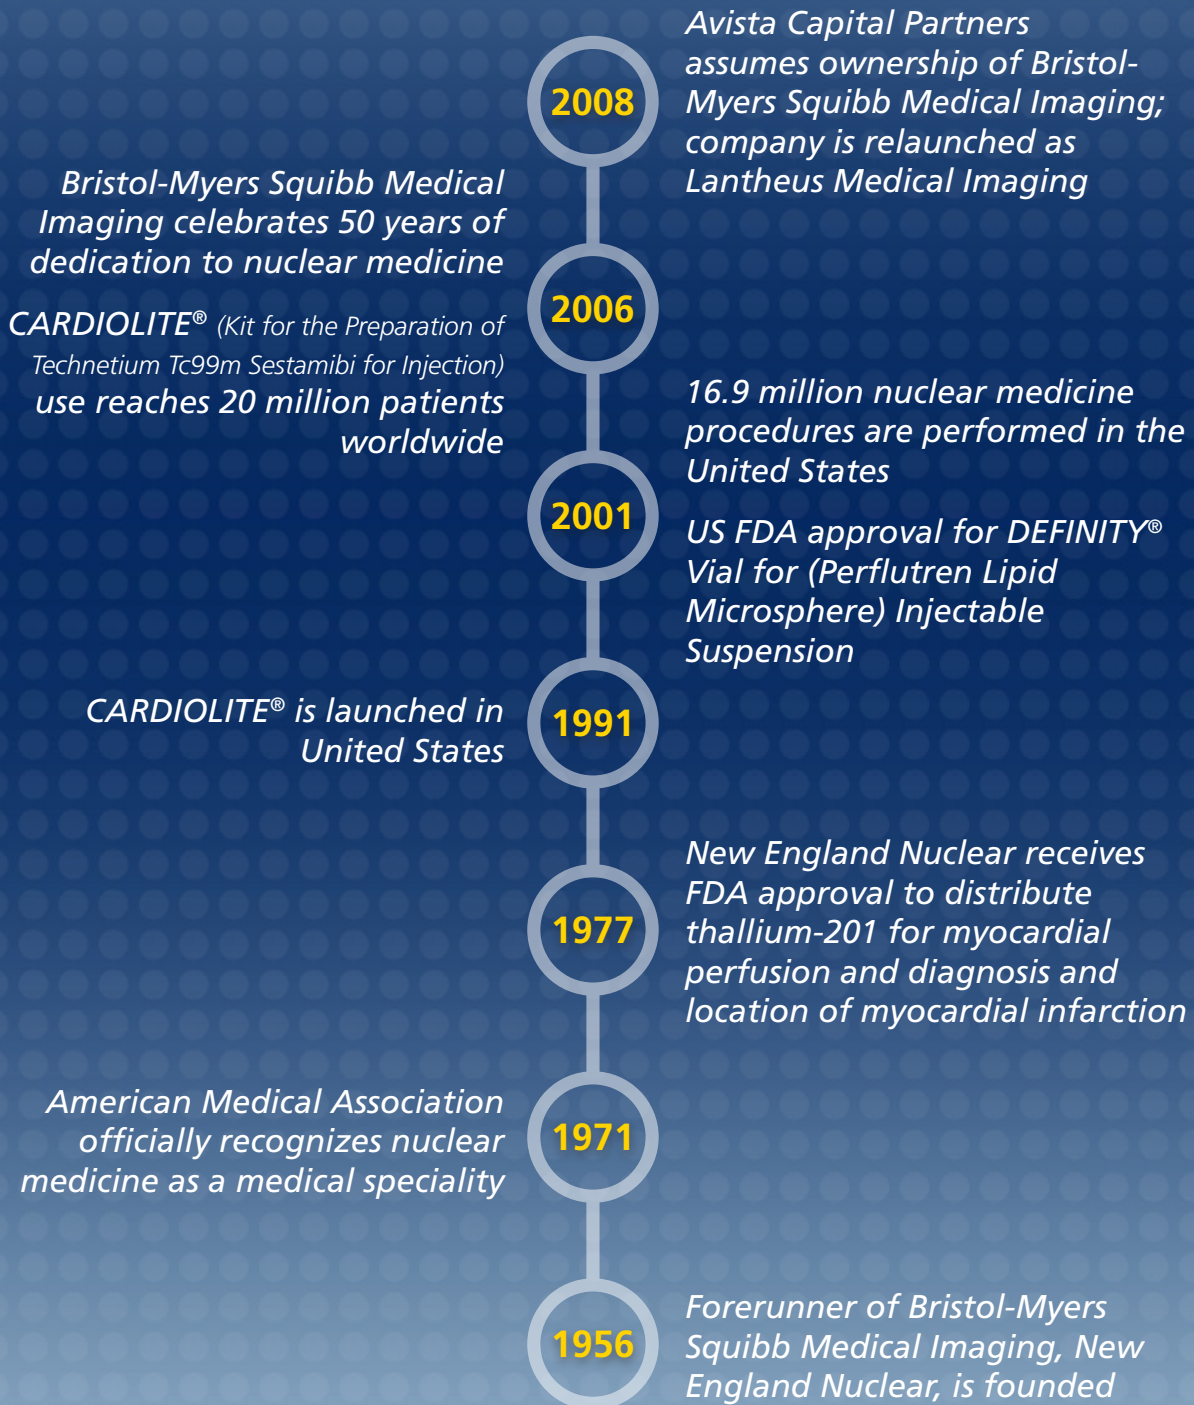 2008
Avista Capital Partners
assumes ownership of Bristol-
Myers Squibb Medical Imaging;
company is relaunched as
Lantheus Medical Imaging
2006
Bristol-Myers Squibb Medical
Imaging celebrates 50 years of
dedication to nuclear medicine
CARDIOLITE® (Kit for the Preparation of
Technetium Tc99m Sestamibi for Injection)
use reaches 20 million patients
worldwide
2001
16.9 million nuclear medicine
procedures are performed in the
United States
US FDA approval for DEFINITY®
Vial for (Perflutren Lipid
Microsphere) Injectable
Suspension
1991
CARDIOLITE® is launched in
United States
1977
New England Nuclear receives
FDA approval to distribute
thallium-201 for myocardial
perfusion and diagnosis and
location of myocardial infarction
1971
American Medical Association
officially recognizes nuclear
medicine as a medical speciality
1956
Forerunner of Bristol-Myers
Squibb Medical Imaging, New
England Nuclear, is founded